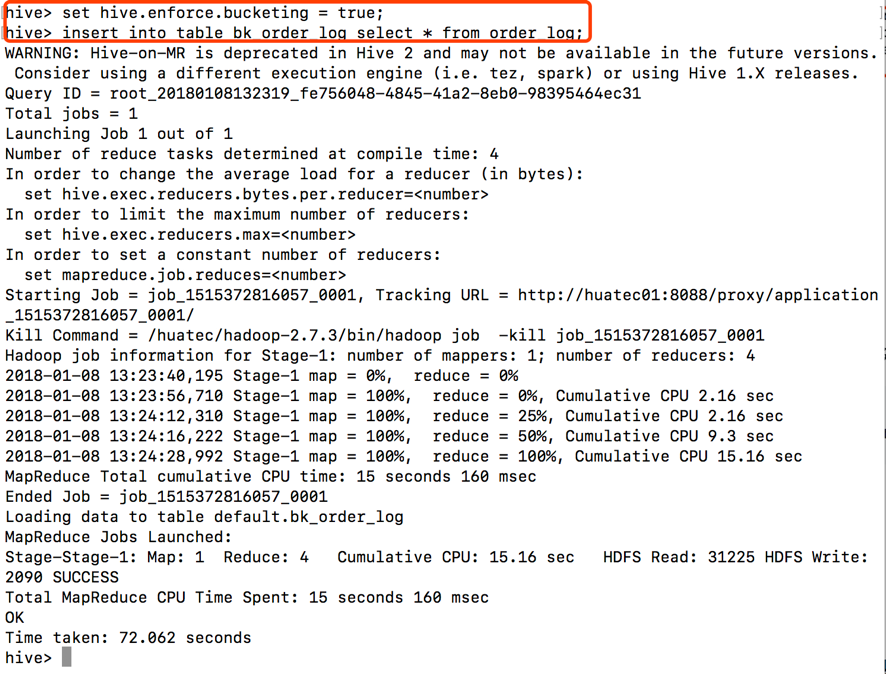 hive> set hive.enforce.bucketing = true;
hive> insert into table bk_order_log select * from order_log;
WARNING: Hive-on-MR is deprecated in Hive 2 and may not be available in the future versions.
 Consider using a different execution engine (i.e. tez, spark) or using Hive 1.X releases.
Query ID = root_20180108132319_fe756048-4845-41a2-8eb0-98395464ec31
Total jobs = 1
Launching Job 1 out of 1
Number of reduce tasks determined at compile time: 4
In order to change the average load for a reducer (in bytes):
  set hive.exec.reducers.bytes.per.reducer=<number>
In order to limit the maximum number of reducers:
  set hive.exec.reducers.max=<number>
In order to set a constant number of reducers:
  set mapreduce.job.reduces=<number>
Starting Job = job_1515372816057_0001, Tracking URL = http://huatec01:8088/proxy/application
_1515372816057_0001/
Kill Command = /huatec/hadoop-2.7.3/bin/hadoop job  -kill job_1515372816057_0001
Hadoop job information for Stage-1: number of mappers: 1; number of reducers: 4
2018-01-08 13:23:40,195 Stage-1 map = 0%,  reduce = 0%
2018-01-08 13:23:56,710 Stage-1 map = 100%,  reduce = 0%, Cumulative CPU 2.16 sec
2018-01-08 13:24:12,310 Stage-1 map = 100%,  reduce = 25%, Cumulative CPU 2.16 sec
2018-01-08 13:24:16,222 Stage-1 map = 100%,  reduce = 50%, Cumulative CPU 9.3 sec
2018-01-08 13:24:28,992 Stage-1 map = 100%,  reduce = 100%, Cumulative CPU 15.16 sec
MapReduce Total cumulative CPU time: 15 seconds 160 msec
Ended Job = job_1515372816057_0001
Loading data to table default.bk_order_log
MapReduce Jobs Launched:
Stage-Stage-1: Map: 1  Reduce: 4   Cumulative CPU: 15.16 sec   HDFS Read: 31225 HDFS Write:
2090 SUCCESS
Total MapReduce CPU Time Spent: 15 seconds 160 msec
OK
Time taken: 72.062 seconds
hive>